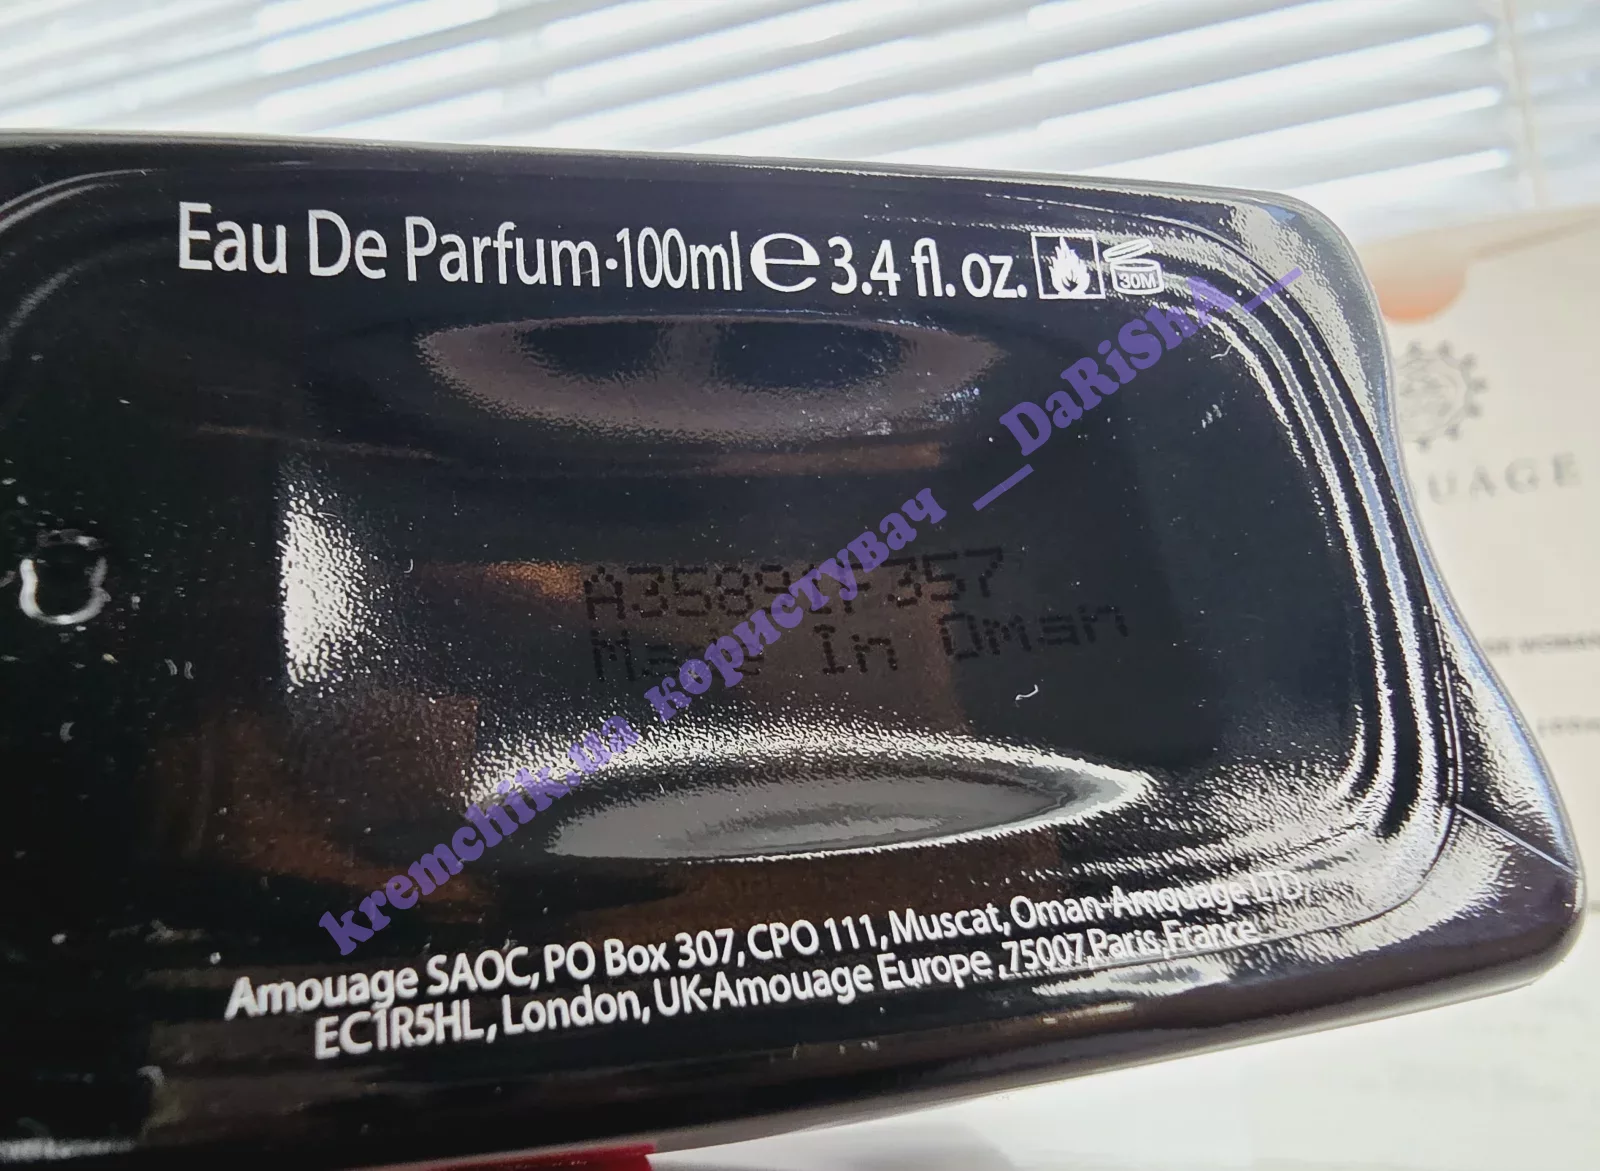 Eau De Parfum·100ml ℮ 3.4 fl. oz.
30M
UAGE
Made In Oman
Amouage SAOC, PO Box 307, CPO 111, Muscat, Oman-Amouage LTD,
EC1R5HL, London, UK-Amouage Europe ,75007,Paris,France
kremchik.ua користувач __DaRiShA__